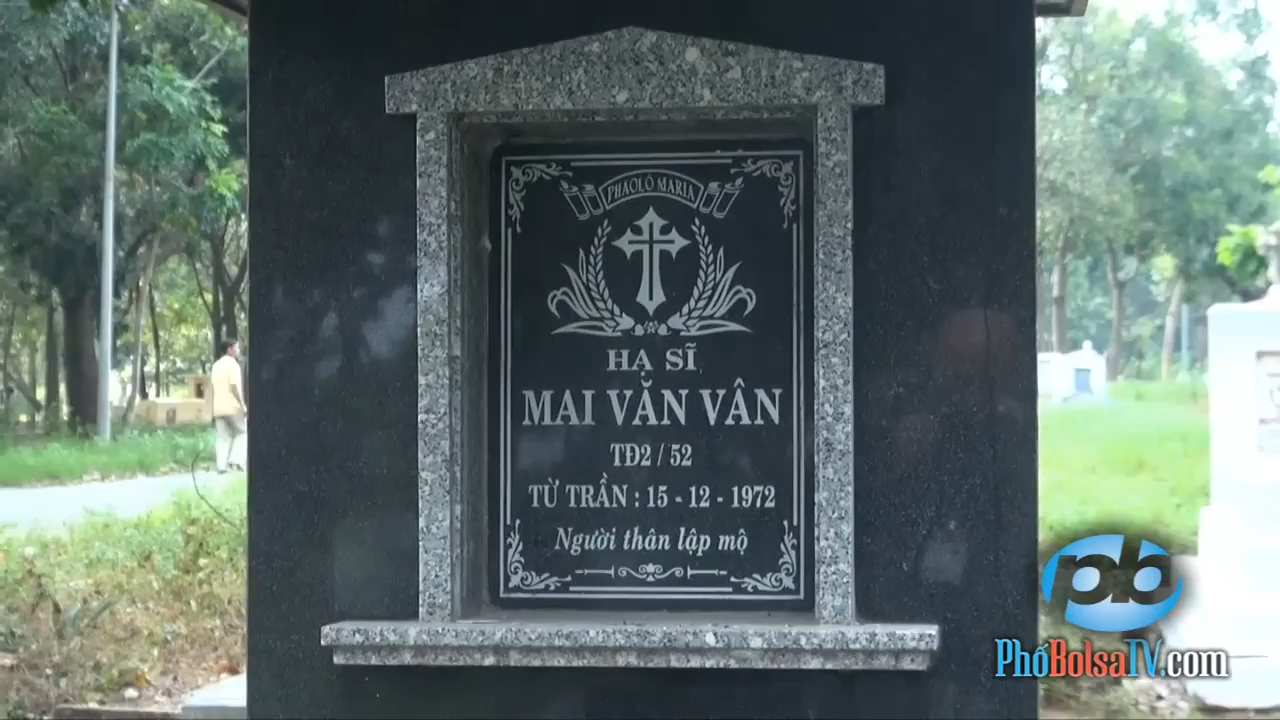 PHAOLÔ MARIA
HẠ SĨ
MAI VĂN VÂN
TĐ2 / 52
TỪ TRẦN : 15 - 12 - 1972
Người thân lập mộ
pb
PhốBolsaTV.com